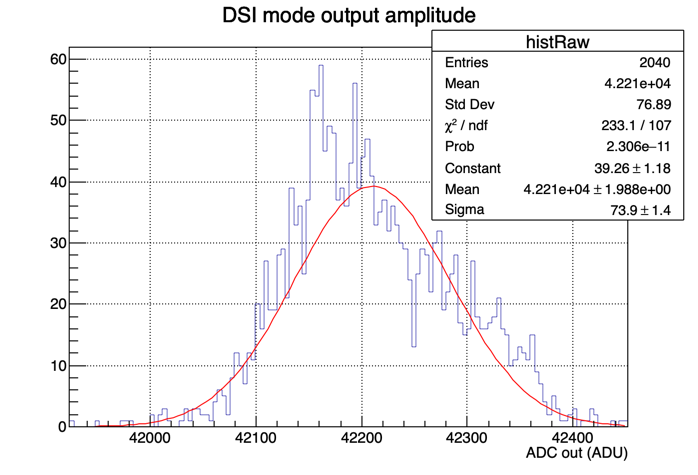 DSI mode output amplitude
histRaw
Entries 2040
Mean 4.221e+04
Std Dev 76.89
χ² / ndf 233.1 / 107
Prob 2.306e−11
Constant 39.26 ± 1.18
Mean 4.221e+04 ± 1.988e+00
Sigma 73.9 ± 1.4
60
50
40
30
20
10
0
42000 42100 42200 42300 42400
ADC out (ADU)